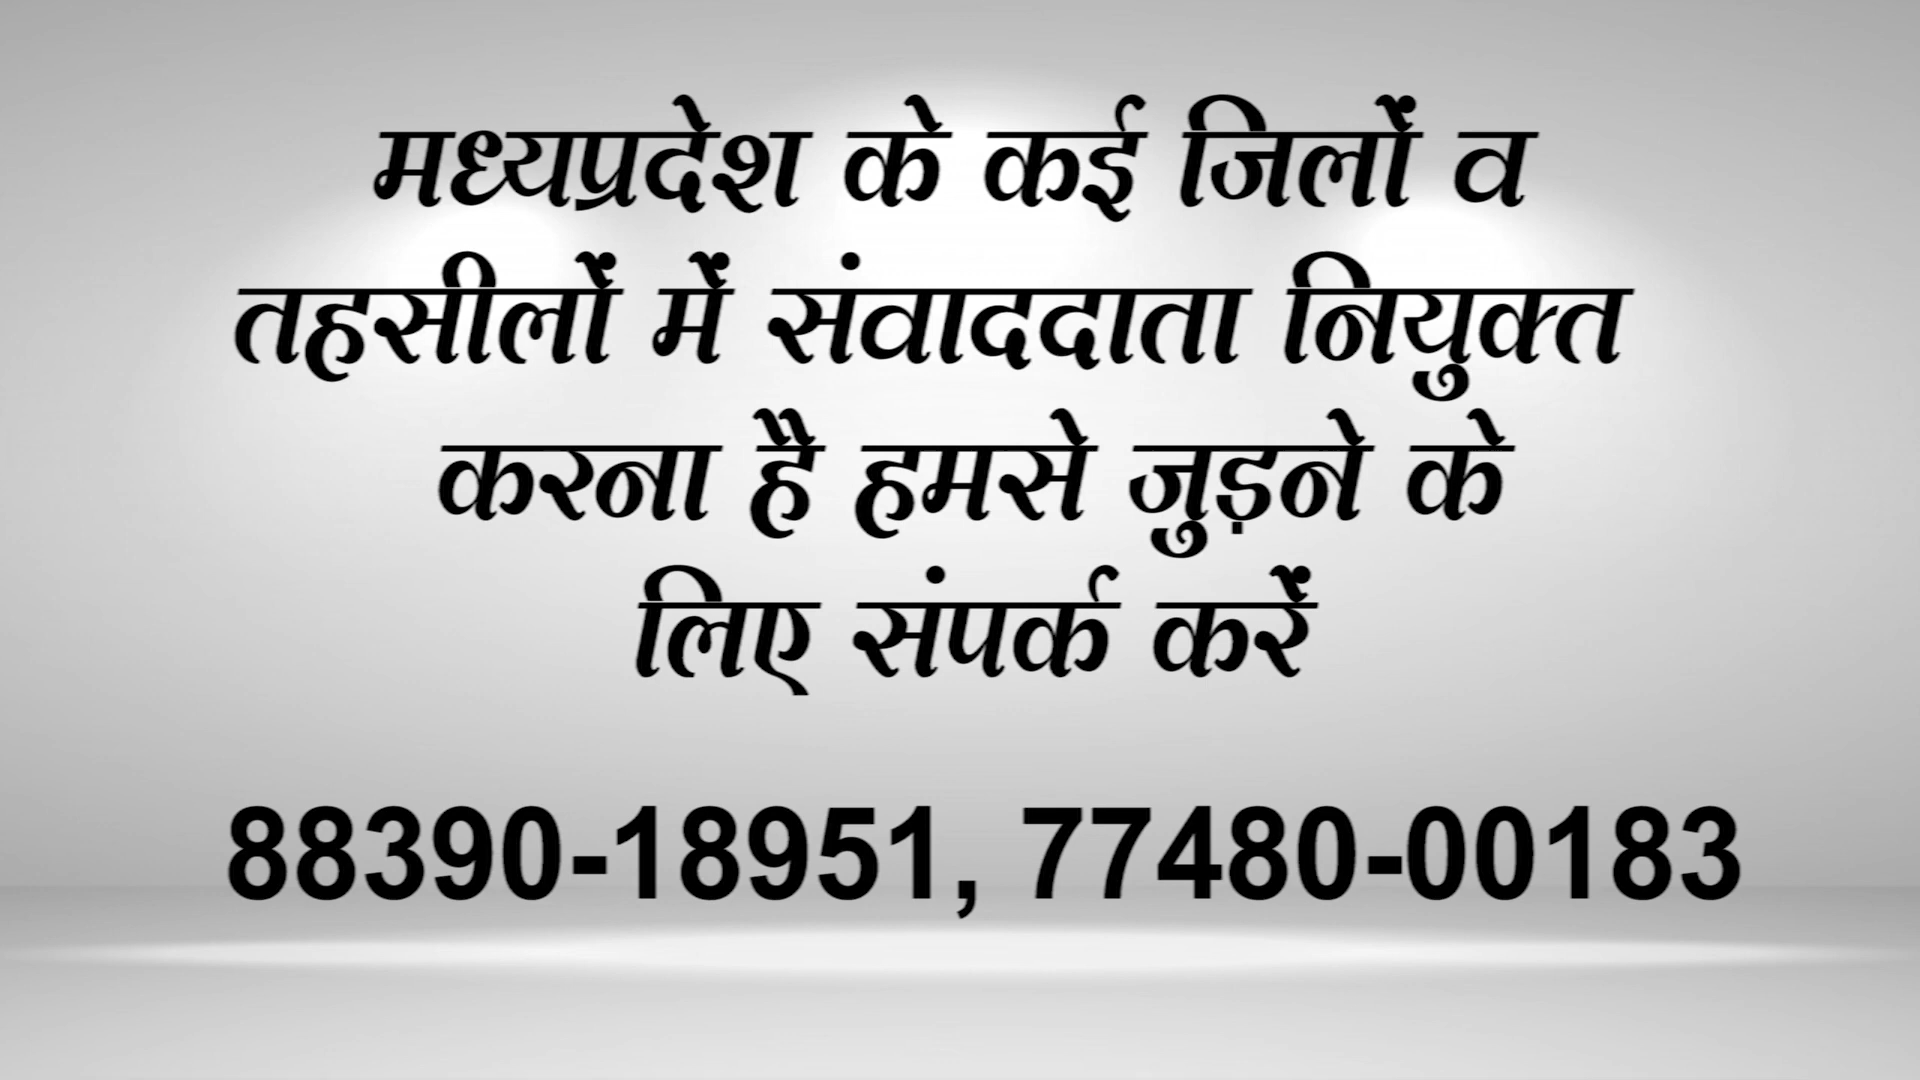 मध्यप्रदेश के कई जिलों व
तहसीलों में संवाददाता नियुक्त
करना है हमसे जुड़ने के
लिए संपर्क करें
88390-18951, 77480-00183